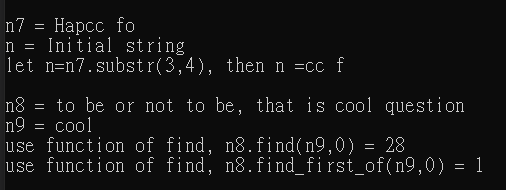 n7 = Hapcc fo
n = Initial string
let n=n7.substr(3,4), then n =cc f
n8 = to be or not to be, that is cool question
n9 = cool
use function of find, n8.find(n9,0) = 28
use function of find, n8.find_first_of(n9,0) = 1